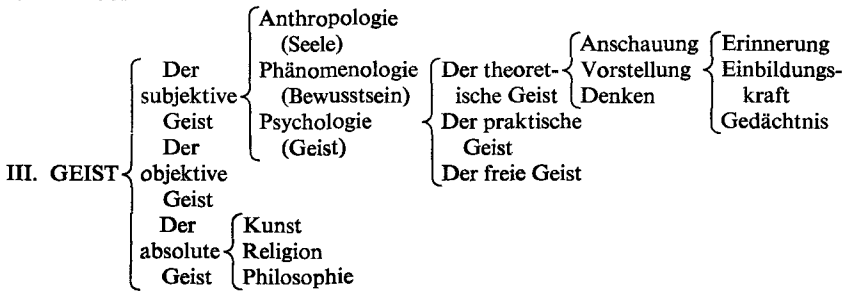 Anthropologie
(Seele)
Der
Phänomenologie
Der theoret-
Anschauung
Erinnerung
subjektive
(Bewusstsein)
ische Geist
Vorstellung
Einbildungs-
Geist
Psychologie
Der praktische
Denken
kraft
Der
(Geist)
Geist
Gedächtnis
III. GEIST
objektive
Der freie Geist
Geist
Der
Kunst
absolute
Religion
Geist
Philosophie